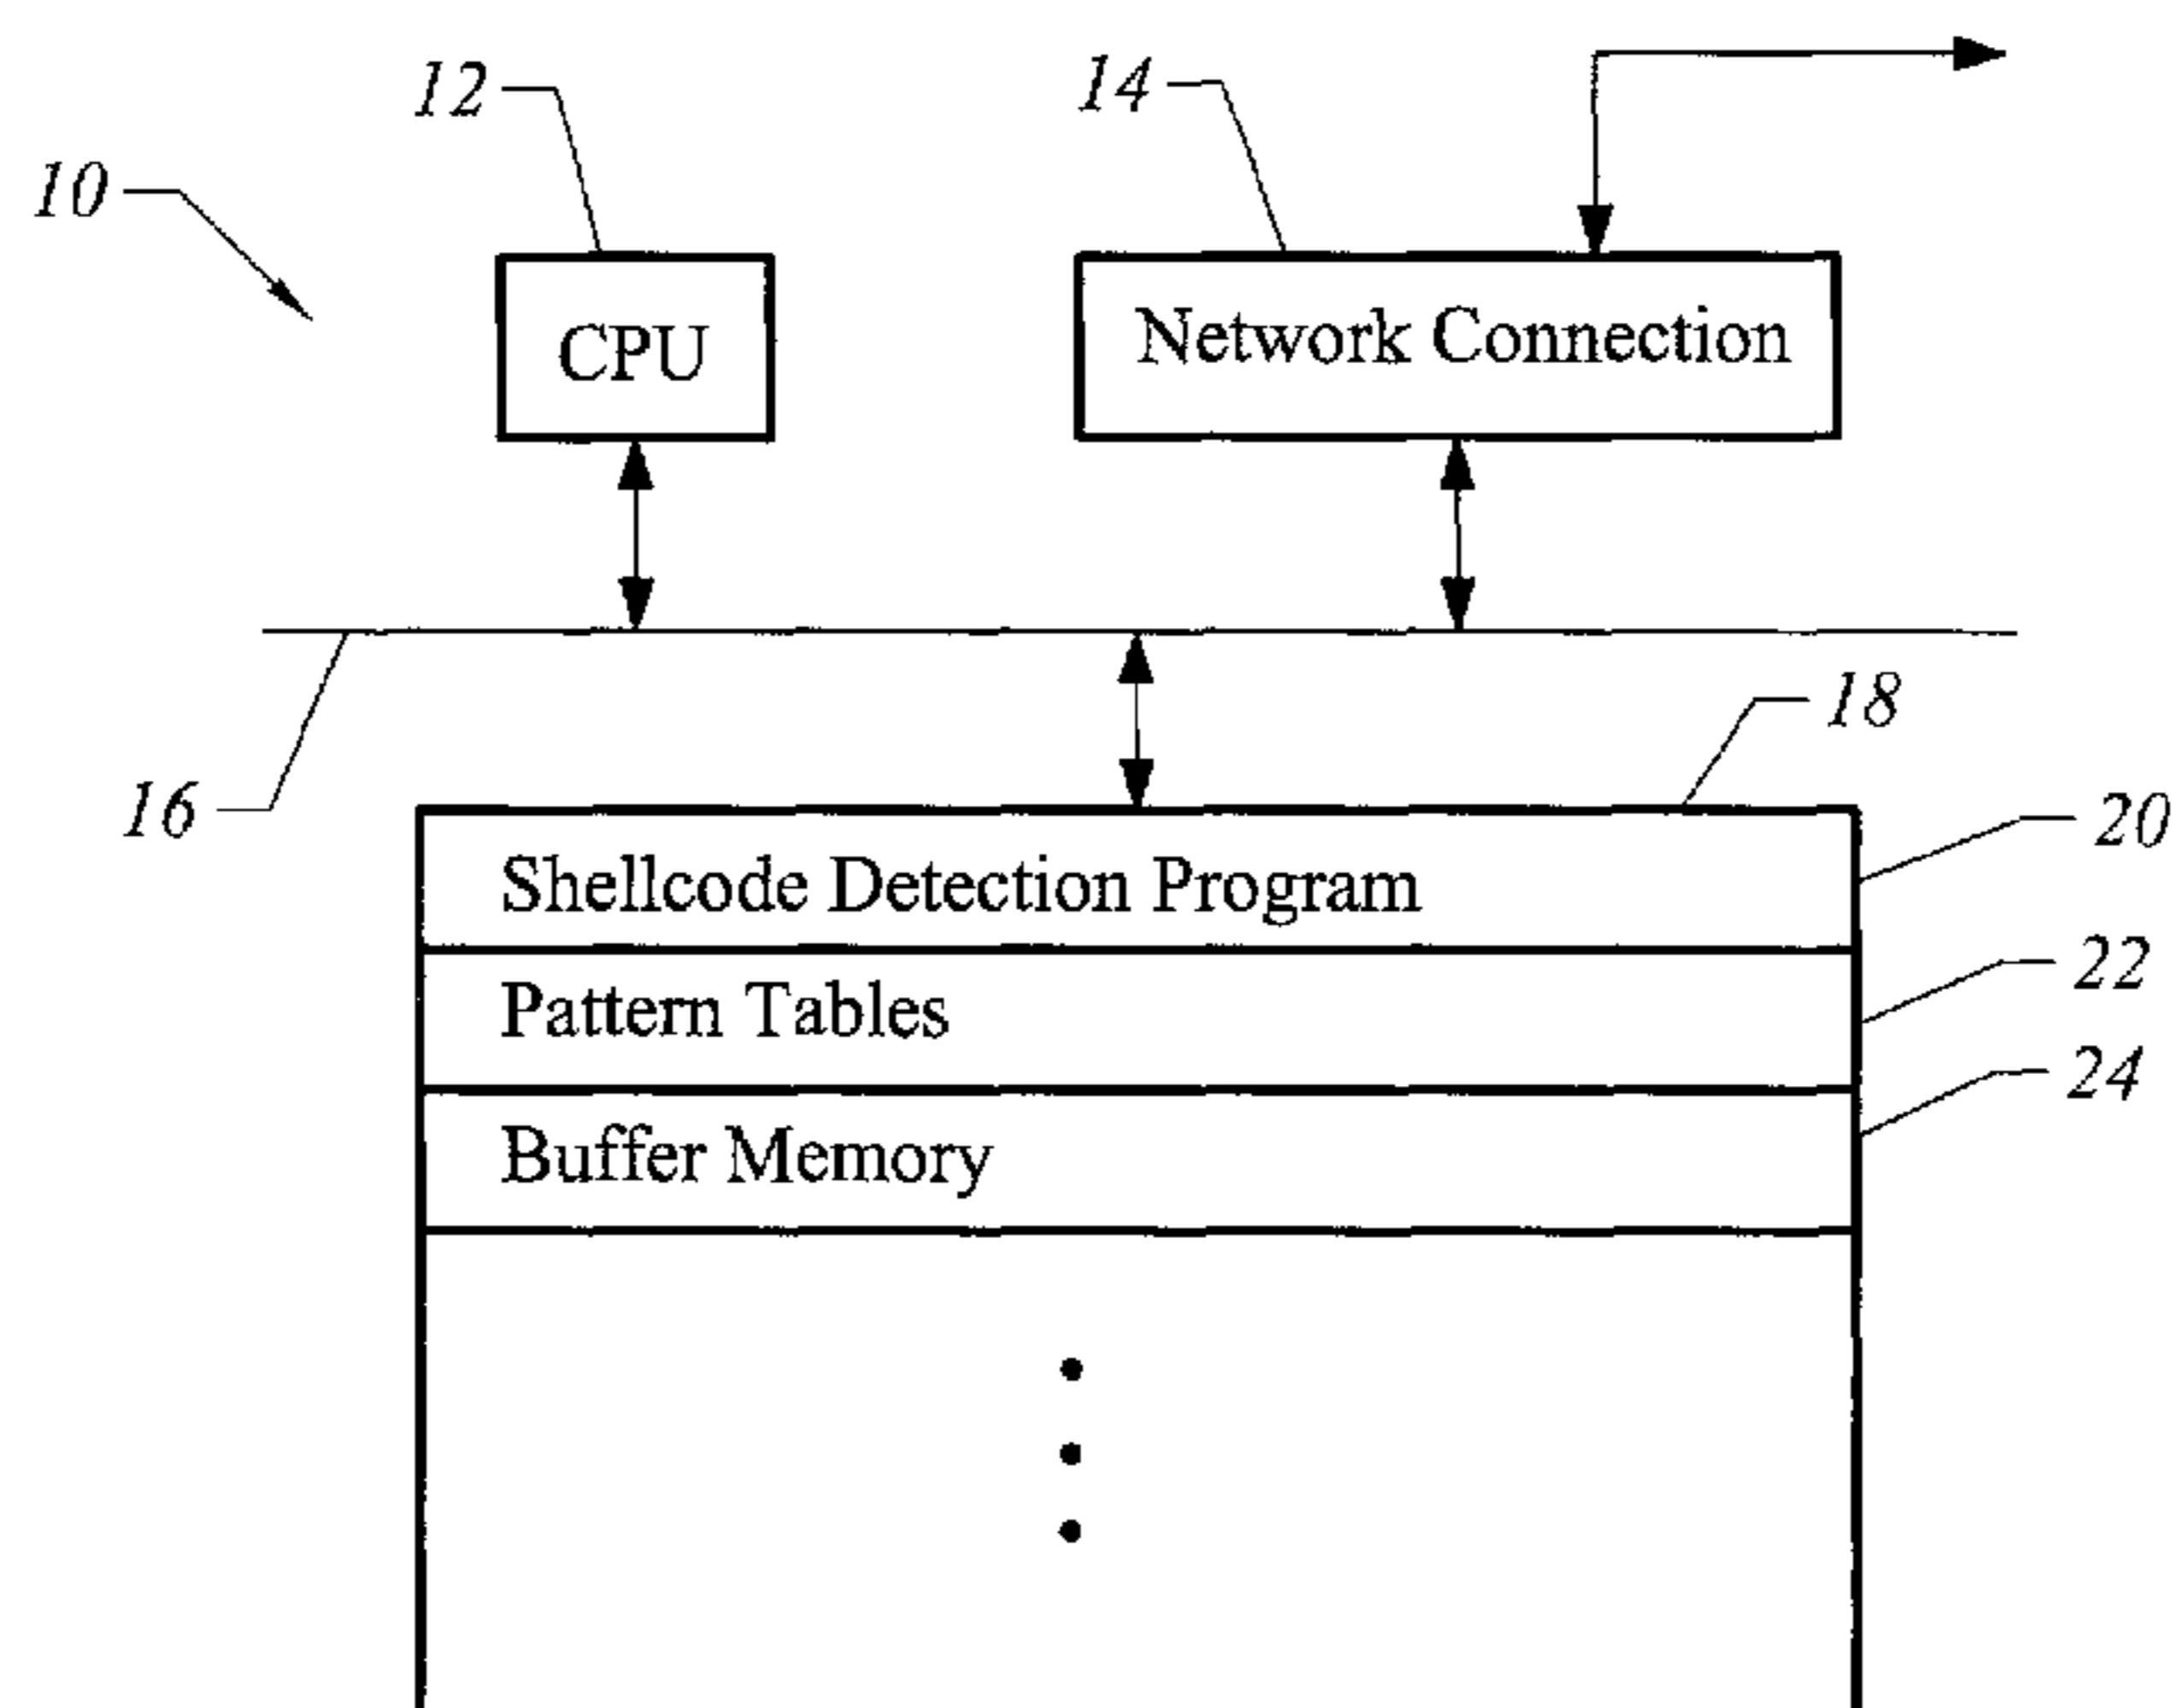 12
14
10
CPU
Network Connection
18
16
20
Shellcode Detection Program
22
Pattern Tables
24
Buffer Memory